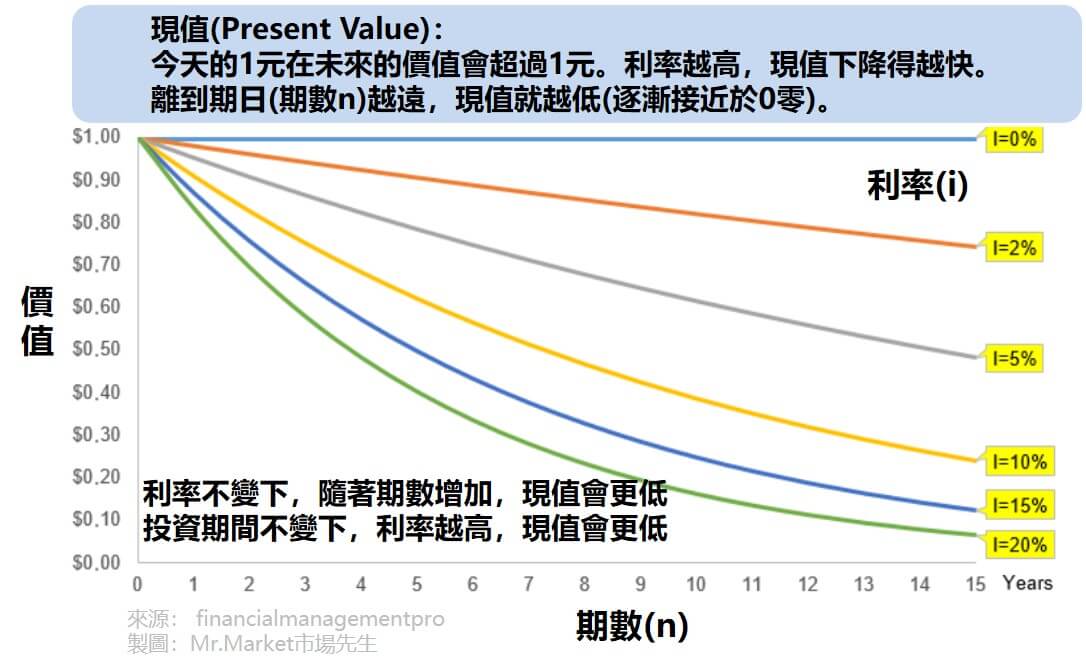 現值(Present Value)：
今天的1元在未來的價值會超過1元。利率越高，現值下降得越快。
離到期日(期數n)越遠，現值就越低(逐漸接近於0零)。
$1.00
I=0%
$0.90
利率(i)
$0.80
I=2%
$0.70
$0.60
價值
$0.50
I=5%
$0.40
$0.30
I=10%
$0.20
利率不變下，隨著期數增加，現值會更低
I=15%
$0.10
投資期間不變下，利率越高，現值會更低
I=20%
$0.00
0 1 2 3 4 5 6 7 8 9 10 11 12 13 14 15 Years
期數(n)
來源： financialmanagementpro
製圖：Mr.Market市場先生